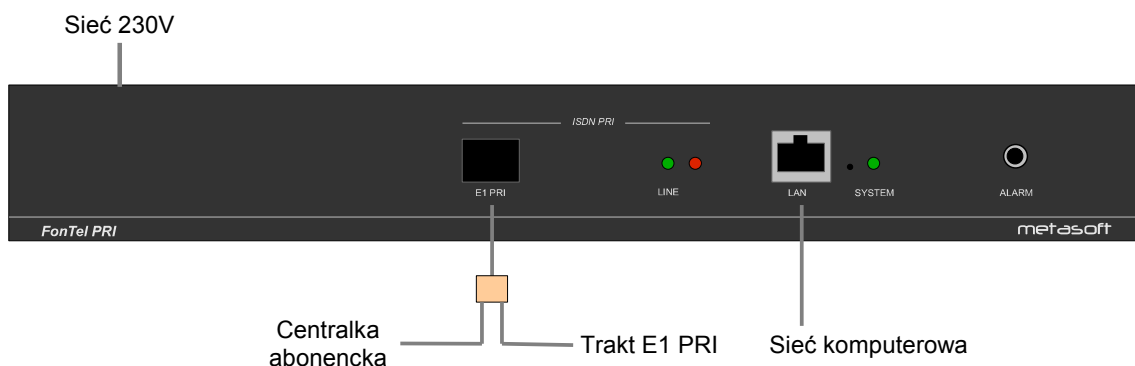 Sieć 230V
ISDN PRI
E1 PRI
LINE
LAN
SYSTEM
ALARM
FonTel PRI
metasoft
Centralka
abonencka
Trakt E1 PRI
Sieć komputerowa